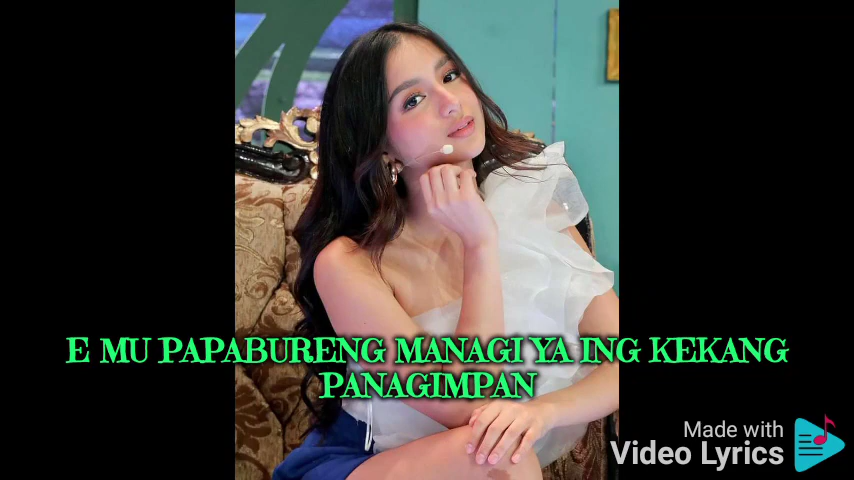 E MU PAPABURENG MANAGI YA ING KEKANG
PANAGIMPAN
Made with
Video Lyrics